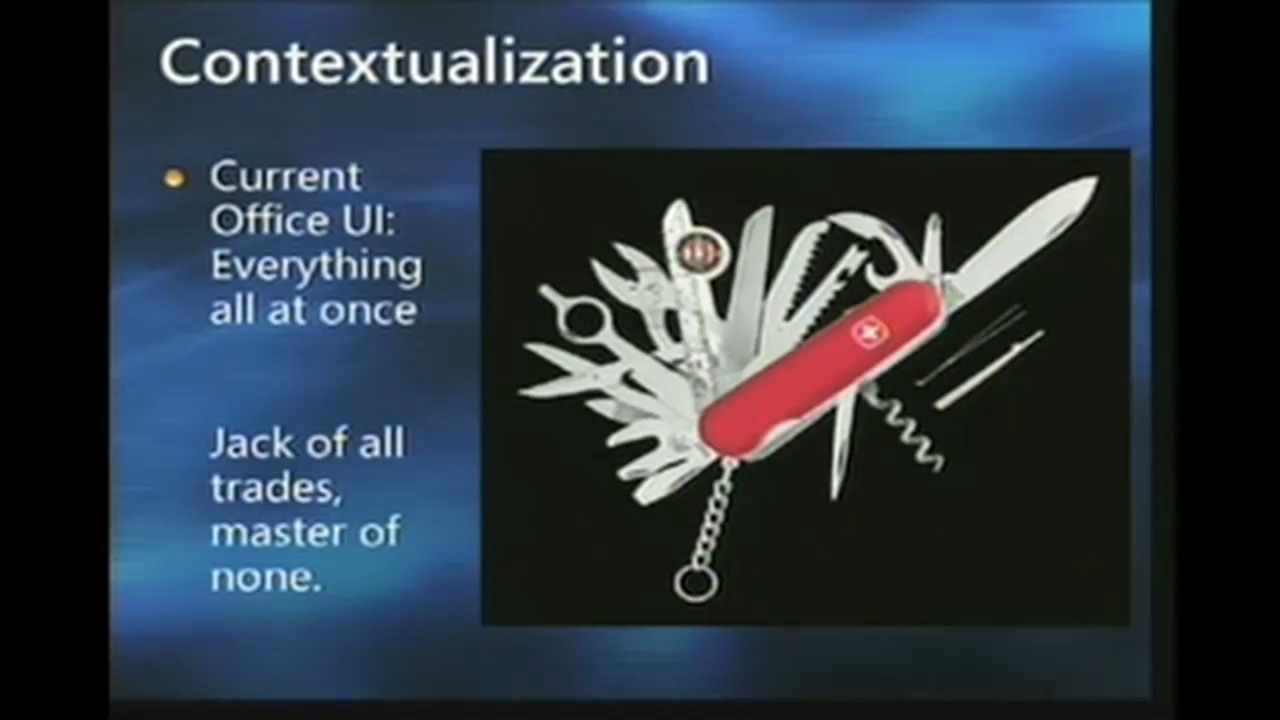 Contextualization
Current
Office UI:
Everything
all at once
Jack of all
trades,
master of
none.